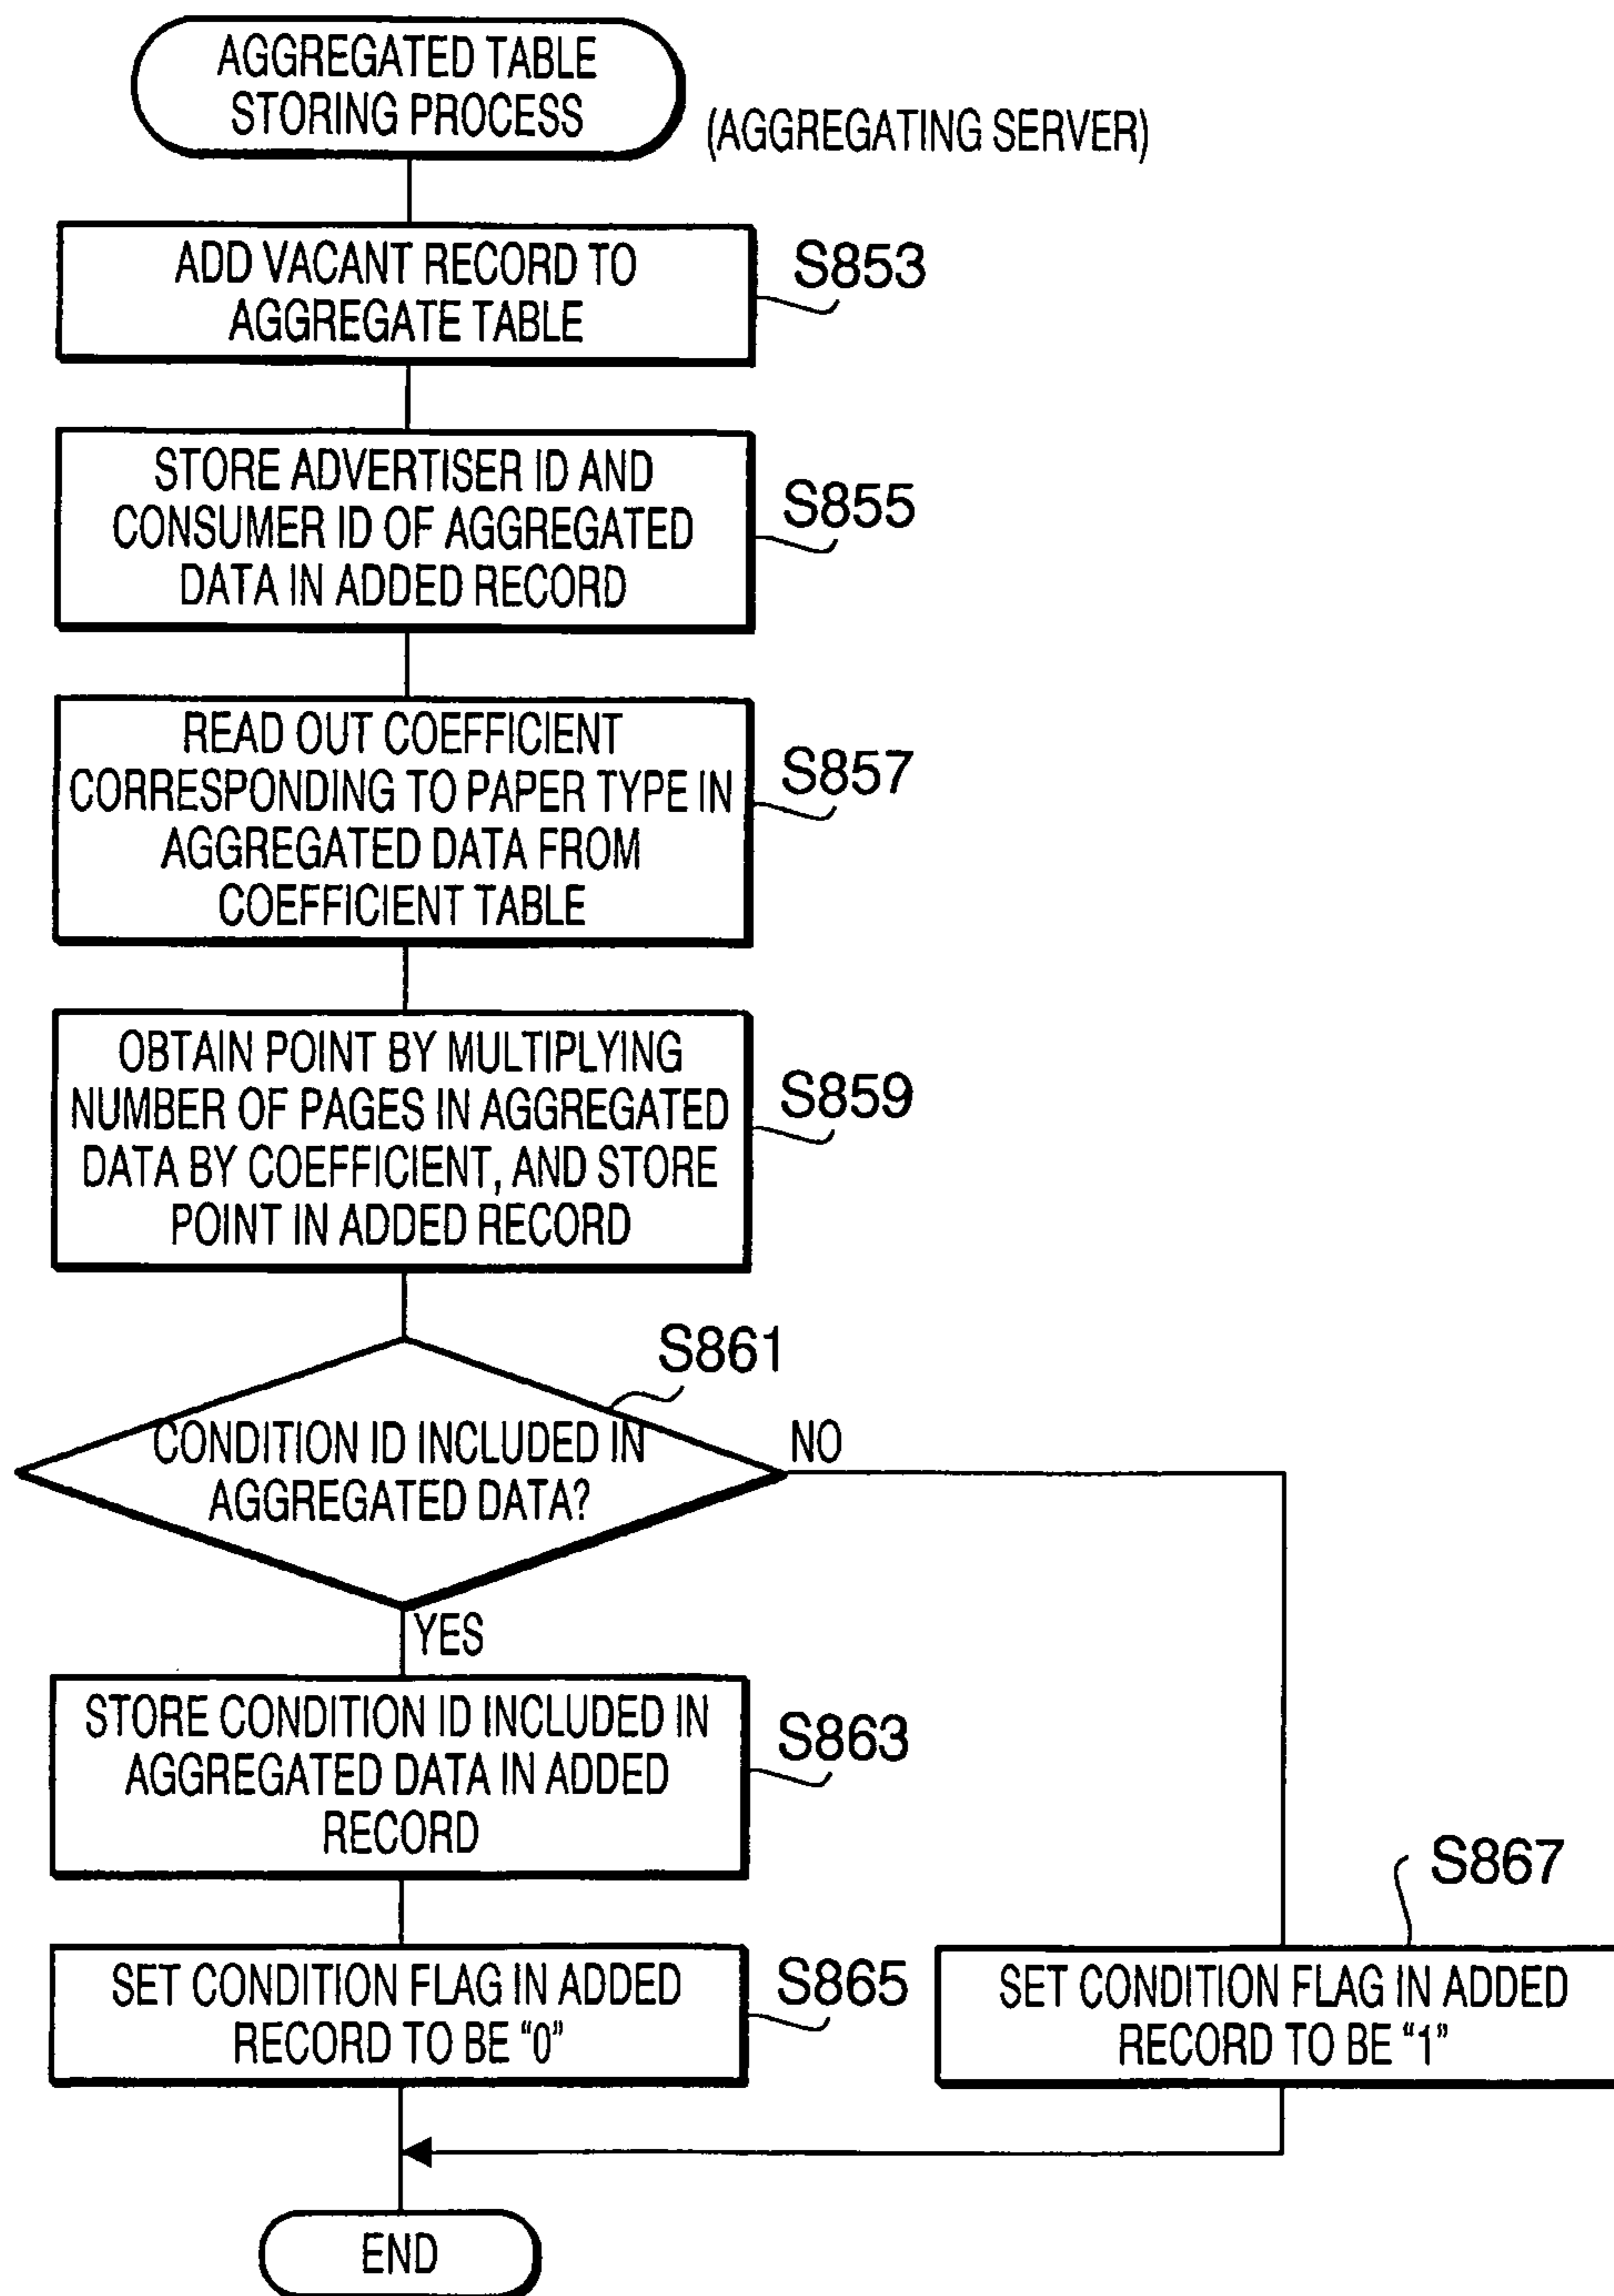 AGGREGATED TABLE
STORING PROCESS
(AGGREGATING SERVER)
ADD VACANT RECORD TO
AGGREGATE TABLE
S853
STORE ADVERTISER ID AND
CONSUMER ID OF AGGREGATED
DATA IN ADDED RECORD
S855
READ OUT COEFFICIENT
CORRESPONDING TO PAPER TYPE IN
AGGREGATED DATA FROM
COEFFICIENT TABLE
S857
OBTAIN POINT BY MULTIPLYING
NUMBER OF PAGES IN AGGREGATED
DATA BY COEFFICIENT, AND STORE
POINT IN ADDED RECORD
S859
S861
CONDITION ID INCLUDED IN
AGGREGATED DATA?
NO
YES
STORE CONDITION ID INCLUDED IN
AGGREGATED DATA IN ADDED
RECORD
S863
SET CONDITION FLAG IN ADDED
RECORD TO BE “0”
S865
S867
SET CONDITION FLAG IN ADDED
RECORD TO BE “1”
END